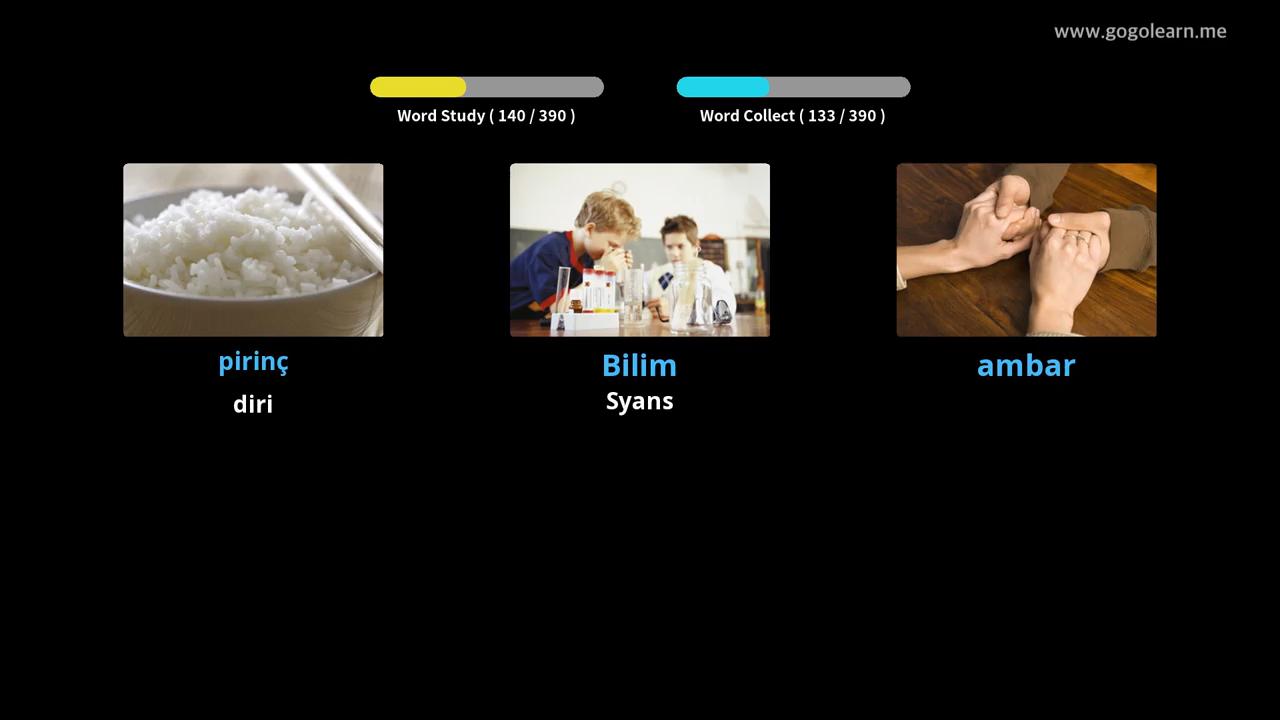 www.gogolearn.me
Word Study ( 140 / 390 )
Word Collect ( 133 / 390 )
pirinç
diri
Bilim
Syans
ambar